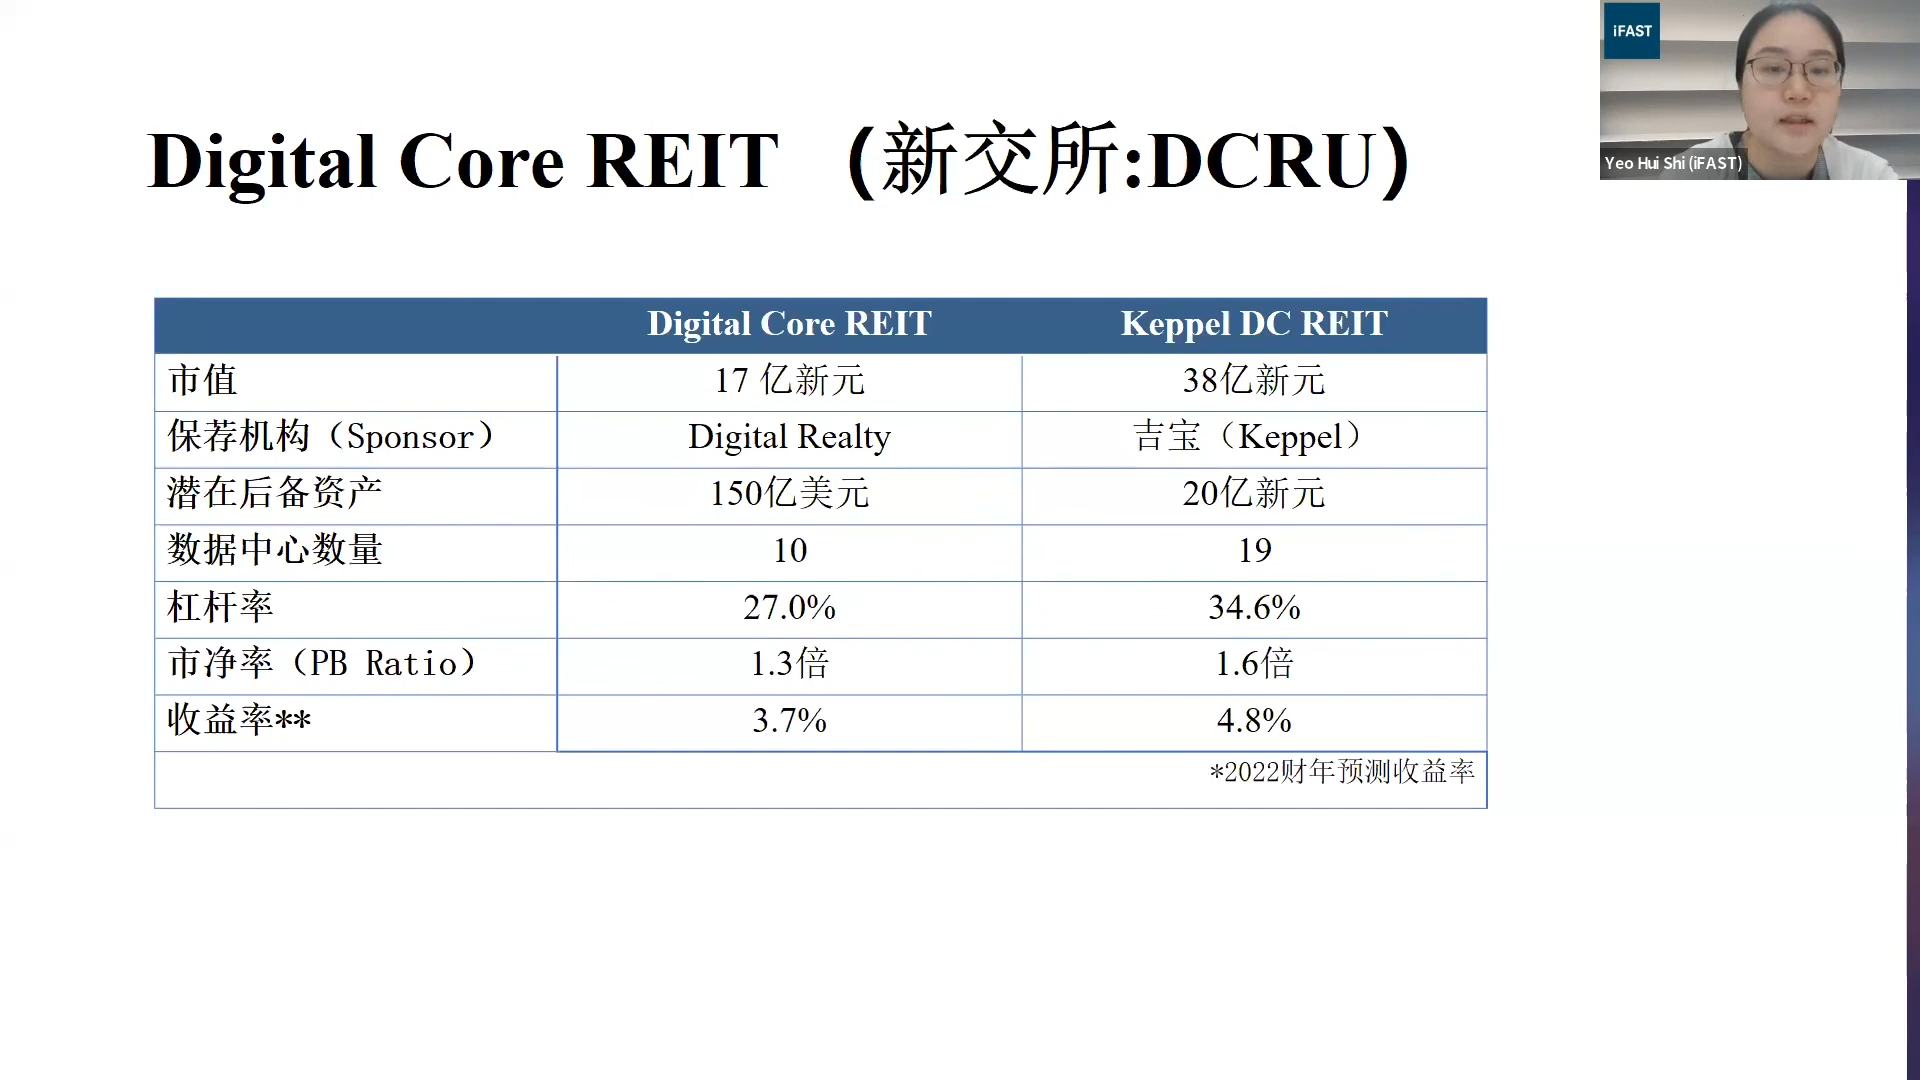 iFAST
Yeo Hui Shi (iFAST)
Digital Core REIT （新交所:DCRU）
Digital Core REIT Keppel DC REIT
市值 17 亿新元 38亿新元
保荐机构（Sponsor） Digital Realty 吉宝（Keppel）
潜在后备资产 150亿美元 20亿新元
数据中心数量 10 19
杠杆率 27.0% 34.6%
市净率（PB Ratio） 1.3倍 1.6倍
收益率** 3.7% 4.8%
*2022财年预测收益率